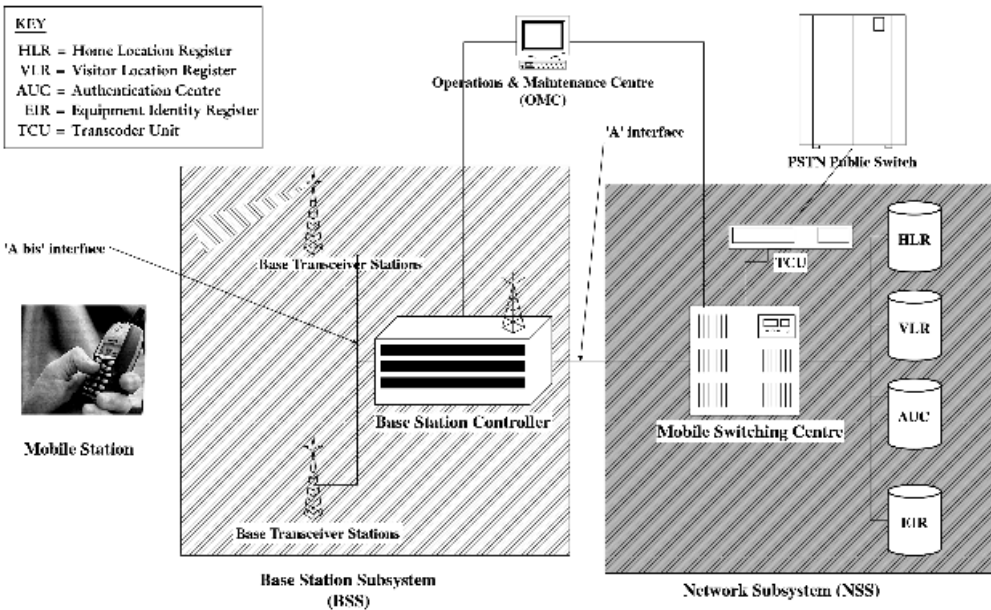 KEY
HLR = Home Location Register
VLR = Visitor Location Register
AUC = Authentication Centre
EIR = Equipment Identity Register
TCU = Transcoder Unit
Operations & Maintenance Centre
(OMC)
'A' interface
PSTN Public Switch
'A bis' interface
Base Transceiver Stations
TCU
HLR
VLR
Mobile Station
Base Station Controller
Mobile Switching Centre
AUC
Base Transceiver Stations
EIR
Base Station Subsystem
(BSS)
Network Subsystem (NSS)